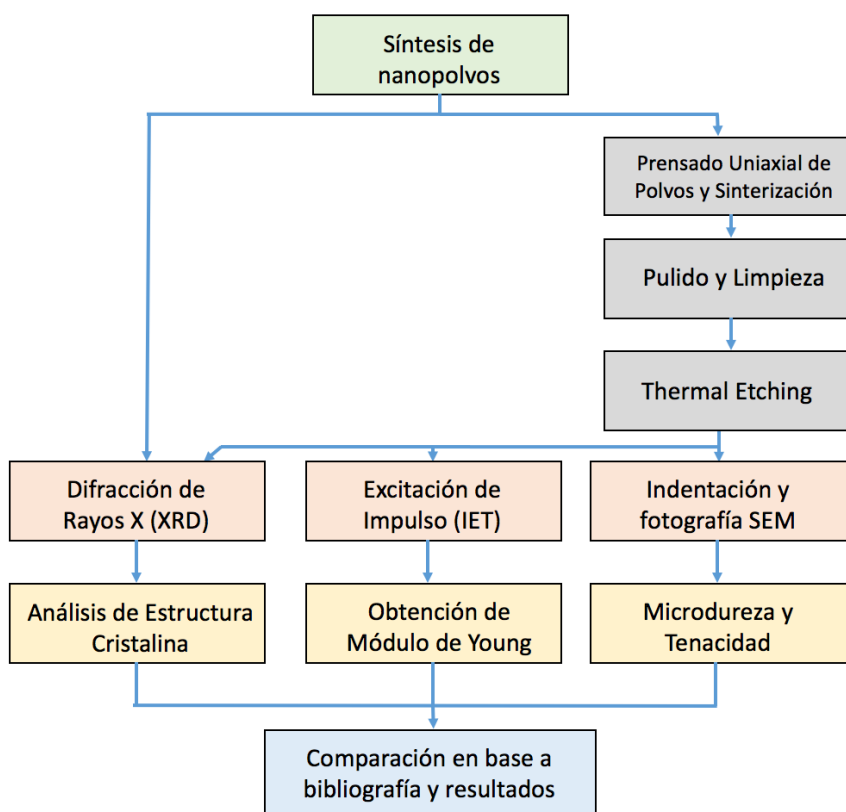 Síntesis de
nanopolvos
Prensado Uniaxial de
Polvos y Sinterización
Pulido y Limpieza
Thermal Etching
Difracción de
Rayos X (XRD)
Excitación de
Impulso (IET)
Indentación y
fotografía SEM
Análisis de Estructura
Cristalina
Obtención de
Módulo de Young
Microdureza y
Tenacidad
Comparación en base a
bibliografía y resultados